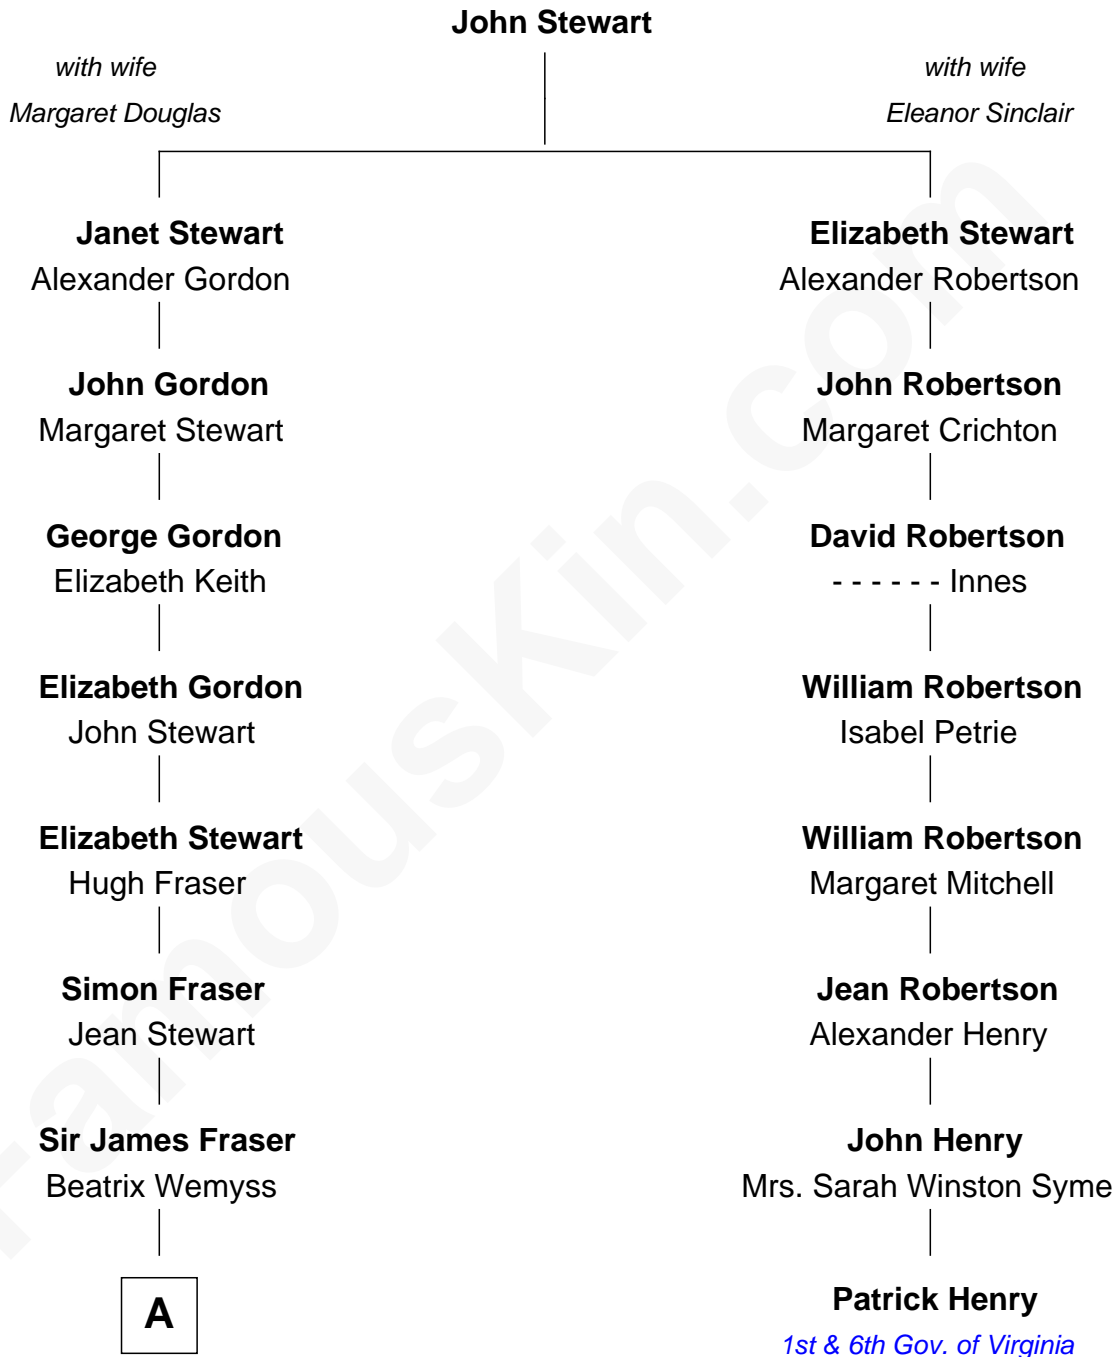 John Stewart
with wife
Margaret Douglas
with wife
Eleanor Sinclair
Janet Stewart
Alexander Gordon
Elizabeth Stewart
Alexander Robertson
John Gordon
Margaret Stewart
John Robertson
Margaret Crichton
George Gordon
Elizabeth Keith
David Robertson
- - - - - - Innes
Elizabeth Gordon
John Stewart
William Robertson
Isabel Petrie
Elizabeth Stewart
Hugh Fraser
William Robertson
Margaret Mitchell
Simon Fraser
Jean Stewart
Jean Robertson
Alexander Henry
Sir James Fraser
Beatrix Wemyss
John Henry
Mrs. Sarah Winston Syme
A
Patrick Henry
1st & 6th Gov. of Virginia
FamousKin.com